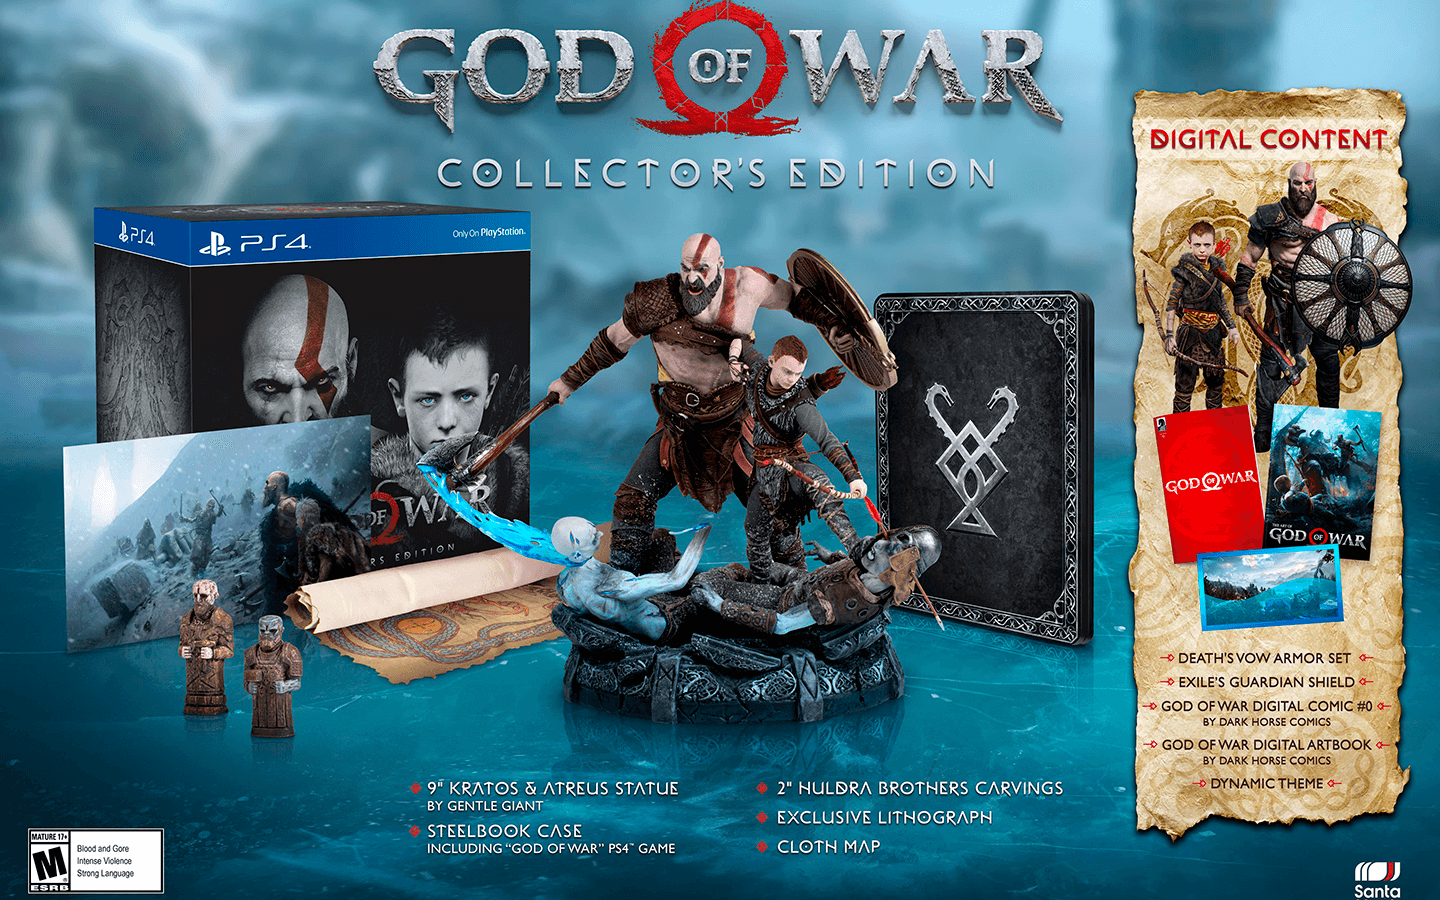 GOD OF WAR
COLLECTOR'S EDITION
PS4
PS4
Only On PlayStation.
OF WAR
RS EDITION
9" KRATOS & ATREUS STATUE
BY GENTLE GIANT
STEELBOOK CASE
INCLUDING "GOD OF WAR" PS4™ GAME
2" HULDRA BROTHERS CARVINGS
EXCLUSIVE LITHOGRAPH
CLOTH MAP
DIGITAL CONTENT
GOD OF WAR
THE ART OF
GOD OF WAR
DEATH'S VOW ARMOR SET
EXILE'S GUARDIAN SHIELD
GOD OF WAR DIGITAL COMIC #0
BY DARK HORSE COMICS
GOD OF WAR DIGITAL ARTBOOK
BY DARK HORSE COMICS
DYNAMIC THEME
MATURE 17+
M
ESRB
Blood and Gore
Intense Violence
Strong Language
Santa